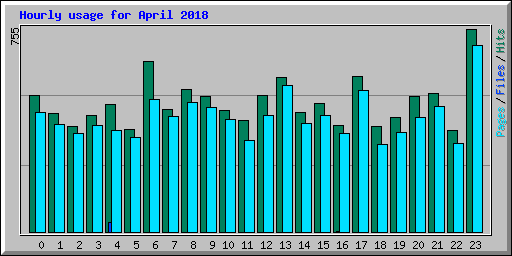 Hourly usage for April 2018
755
Pages / Files / Hits
0 1 2 3 4 5 6 7 8 9 10 11 12 13 14 15 16 17 18 19 20 21 22 23